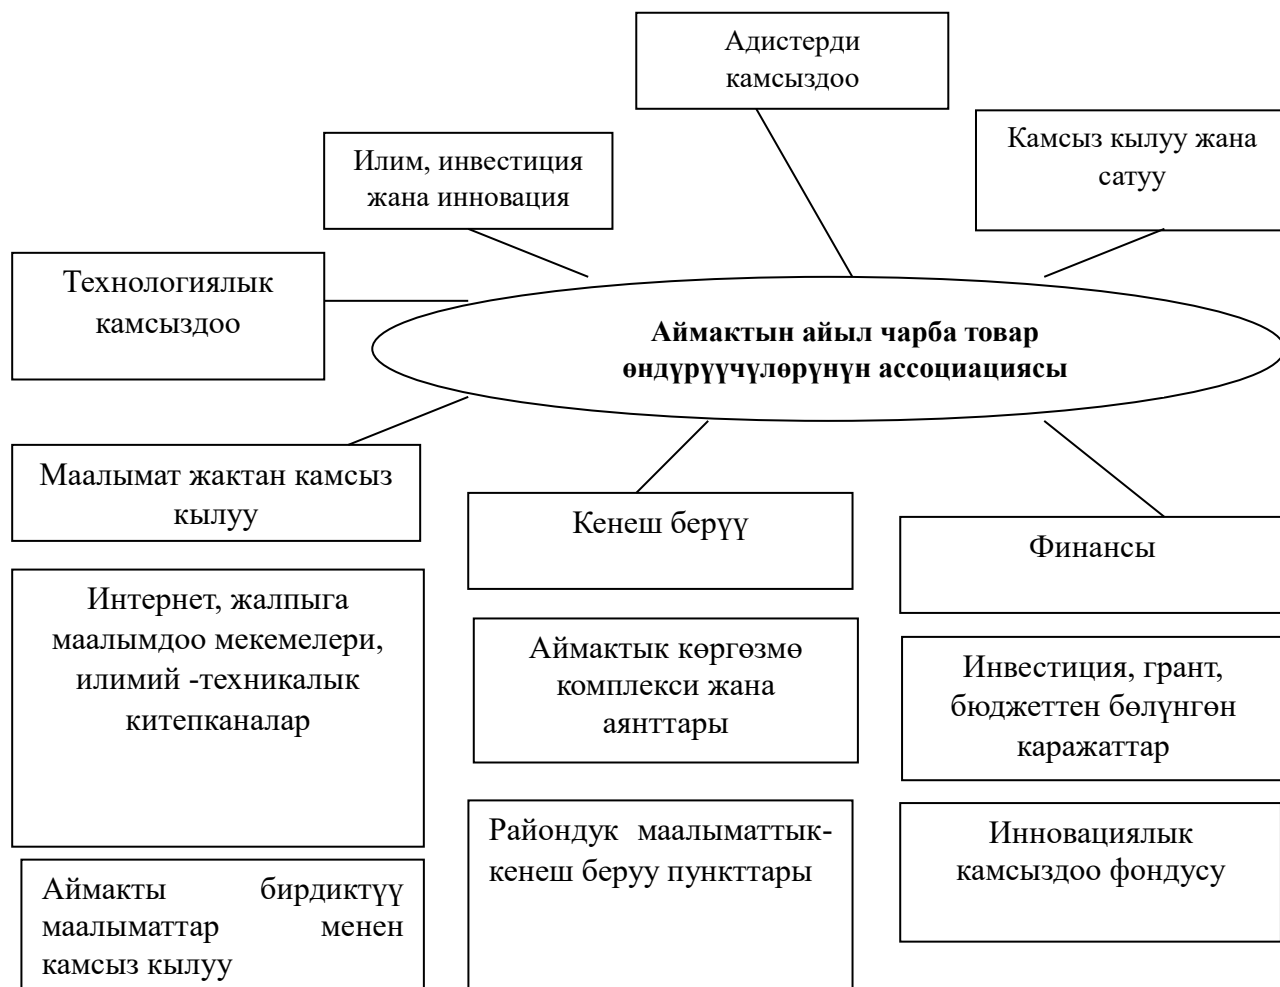 Адистерди
камсыздоо
Илим, инвестиция
жана инновация
Камсыз кылуу жана
сатуу
Технологиялык
камсыздоо
Аймактын айыл чарба товар
өндүрүүчүлөрүнүн ассоциациясы
Маалымат жактан камсыз
кылуу
Кенеш берүү
Финансы
Интернет, жалпыга
маалымдоо мекемелери,
илимий -техникалык
китепканалар
Аймактык көргөзмө
комплекси жана
аянттары
Инвестиция, грант,
бюджеттен бөлүнгөн
каражаттар
Аймакты бирдиктүү
маалыматтар менен
камсыз кылуу
Райондук маалыматтык-
кенеш беруу пункттары
Инновациялык
камсыздоо фондусу